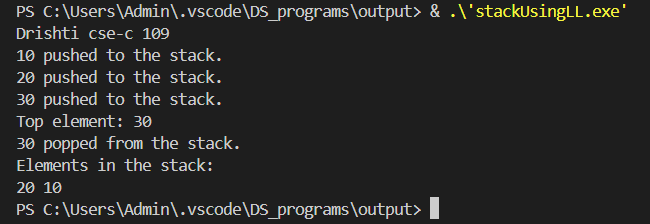 PS C:\Users\Admin\.vscode\DS_programs\output> & .\'stackUsingLL.exe'
Drishti cse-c 109
10 pushed to the stack.
20 pushed to the stack.
30 pushed to the stack.
Top element: 30
30 popped from the stack.
Elements in the stack:
20 10
PS C:\Users\Admin\.vscode\DS_programs\output>